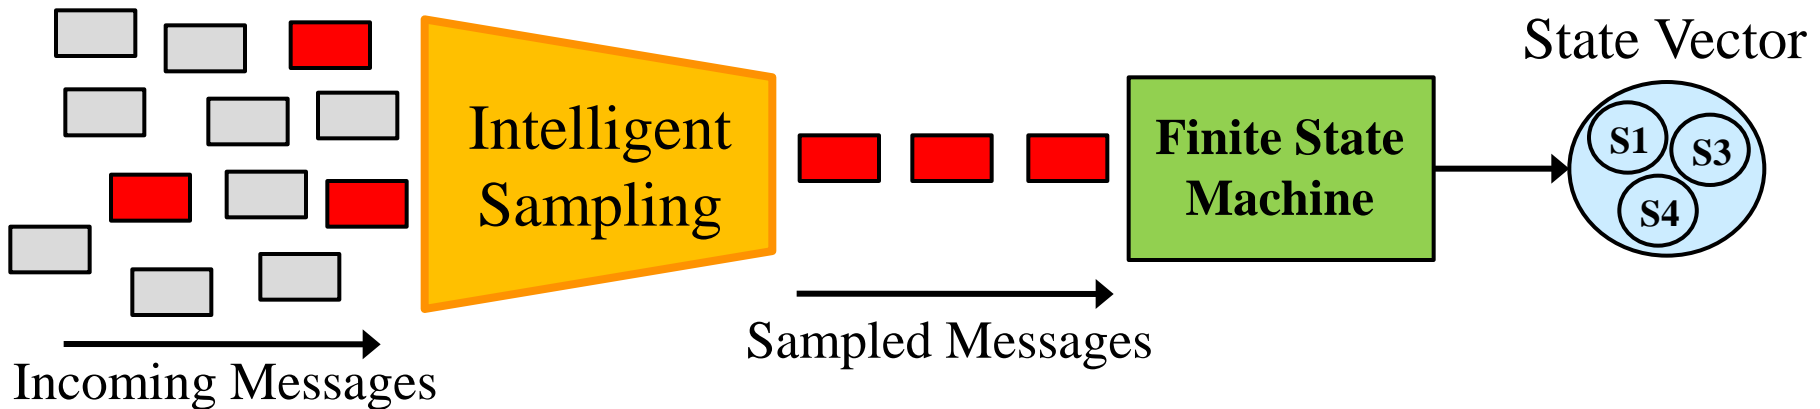 State Vector
Intelligent
Sampling
Finite State
Machine
S1
S3
S4
Sampled Messages
Incoming Messages